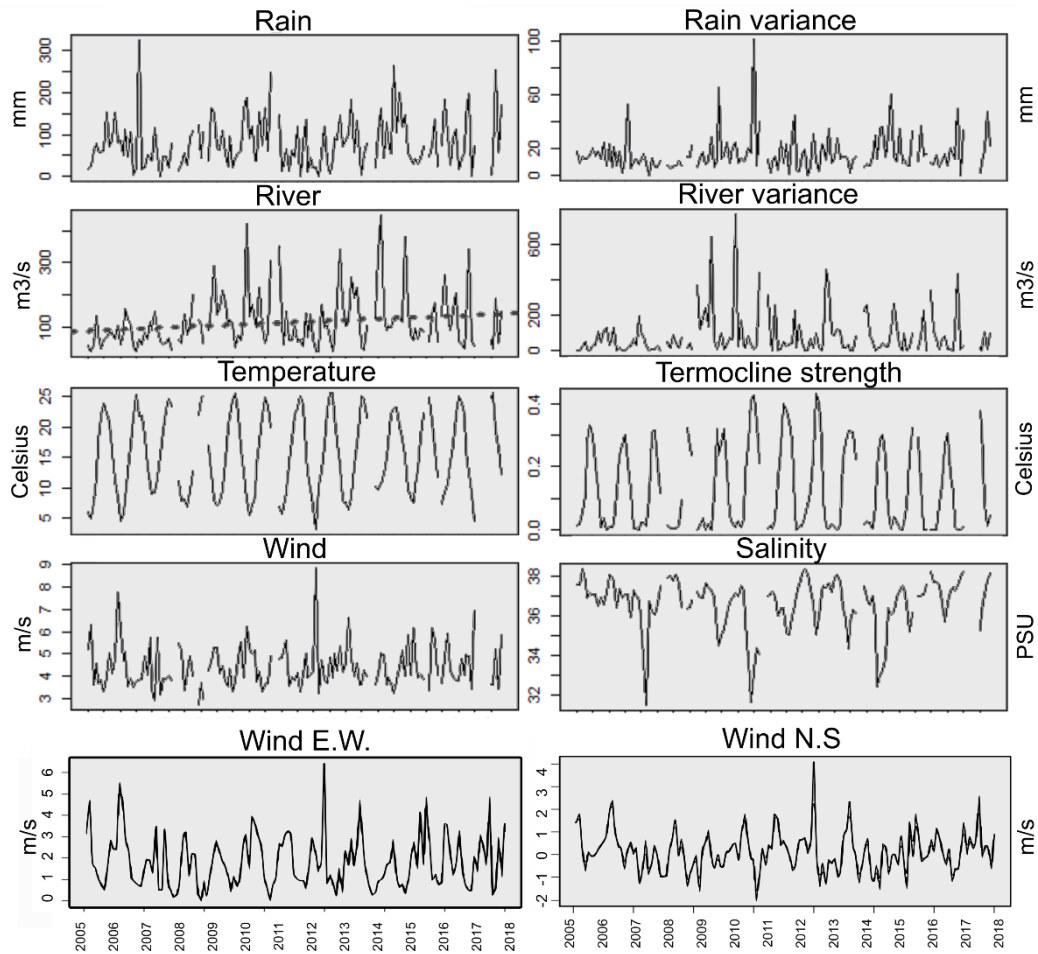 Rain
Rain variance
300
200
100
0
mm
100
60
20
0
mm
River
River variance
300
100
m3/s
600
200
0
m3/s
Temperature
Termocline strength
25
20
15
10
5
Celsius
0.4
0.2
0.0
Celsius
Wind
Salinity
9
8
7
6
5
4
3
m/s
38
36
34
32
PSU
Wind E.W.
Wind N.S
6
5
4
3
2
1
0
m/s
4
3
2
1
0
-1
-2
m/s
2005 2006 2007 2008 2009 2010 2011 2012 2013 2014 2015 2016 2017 2018
2005 2006 2007 2009 2010 2011 2012 2013 2014 2015 2016 2017 2018